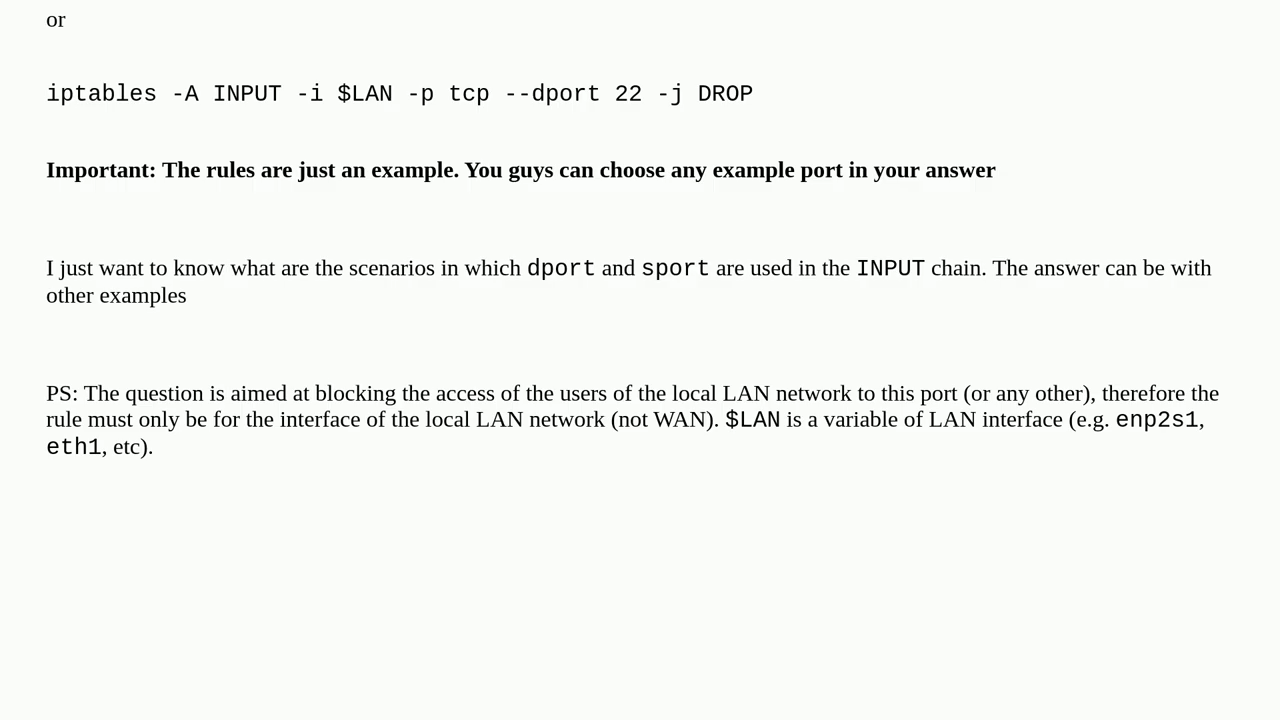 or
iptables -A INPUT -i $LAN -p tcp --dport 22 -j DROP
Important: The rules are just an example. You guys can choose any example port in your answer
I just want to know what are the scenarios in which dport and sport are used in the INPUT chain. The answer can be with
other examples
PS: The question is aimed at blocking the access of the users of the local LAN network to this port (or any other), therefore the
rule must only be for the interface of the local LAN network (not WAN). $LAN is a variable of LAN interface (e.g. enp2s1,
eth1, etc).